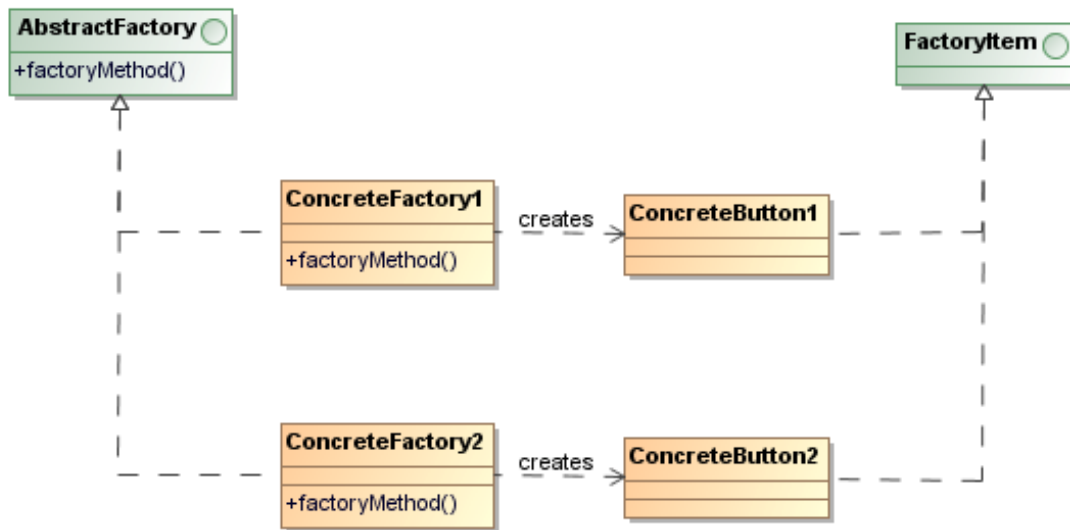 AbstractFactory
+factoryMethod()
FactoryItem
ConcreteFactory1
+factoryMethod()
creates
ConcreteButton1
ConcreteFactory2
+factoryMethod()
creates
ConcreteButton2